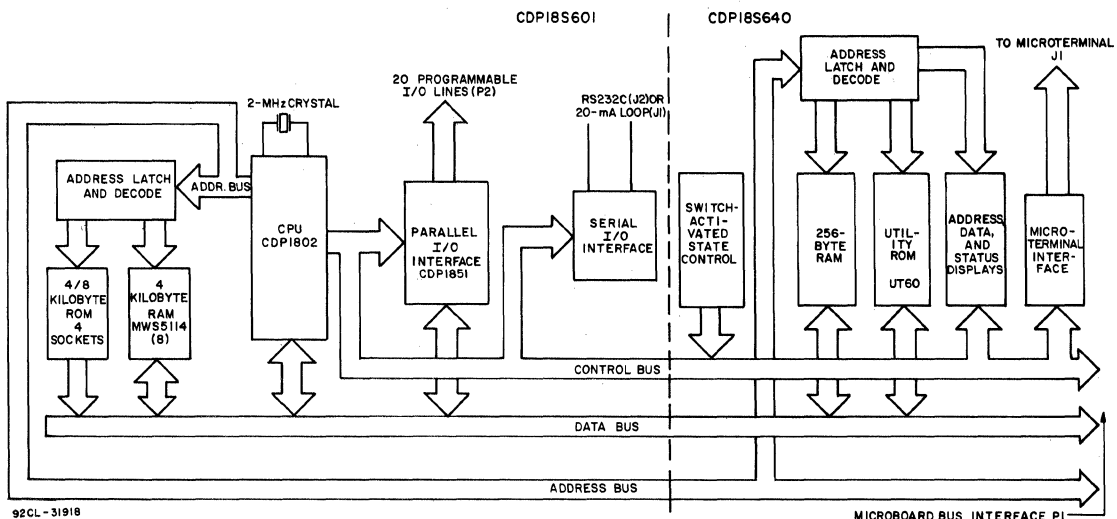 CDP18S601
CDP18S640
20 PROGRAMMABLE
I/O LINES (P2)
2-MHz CRYSTAL
RS232C(J2)OR
20-mA LOOP(J1)
ADDRESS
LATCH AND
DECODE
TO MICROTERMINAL
J1
ADDRESS LATCH
AND DECODE
ADDR. BUS
CPU
CDP1802
PARALLEL
I/O
INTERFACE
CDP1851
SERIAL
I/O
INTERFACE
SWITCH-
ACTI-
VATED
STATE
CONTROL
256-
BYTE
RAM
UTIL-
ITY
ROM
UT60
ADDRESS,
DATA,
AND
STATUS
DISPLAYS
MICRO-
TERMINAL
INTER-
FACE
4/8
KILOBYTE
ROM
4
SOCKETS
4
KILOBYTE
RAM
MWS5114
(8)
CONTROL BUS
DATA BUS
ADDRESS BUS
92CL-31918
MICROBOARD BUS INTERFACE P1